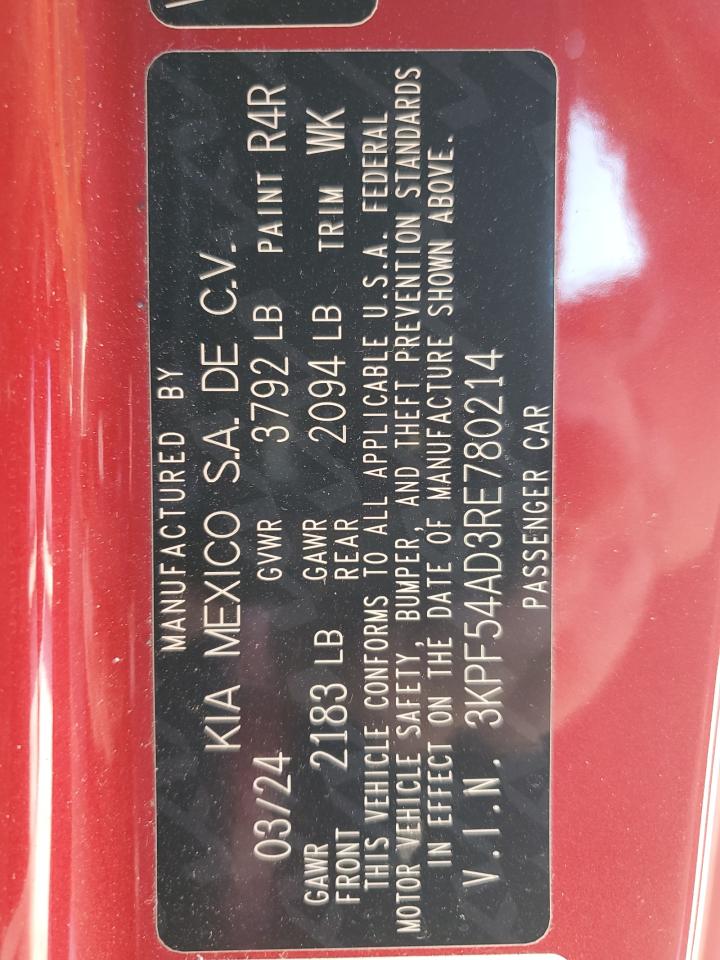 MANUFACTURED BY
KIA MEXICO S.A. DE C.V.
03/24 GVWR 3792 LB PAINT R4R
GAWR FRONT 2183 LB GAWR REAR 2094 LB TRIM WK
THIS VEHICLE CONFORMS TO ALL APPLICABLE U.S.A. FEDERAL
MOTOR VEHICLE SAFETY, BUMPER, AND THEFT PREVENTION STANDARDS
IN EFFECT ON THE DATE OF MANUFACTURE SHOWN ABOVE.
V.I.N. 3KPF54AD3RE780214
PASSENGER CAR